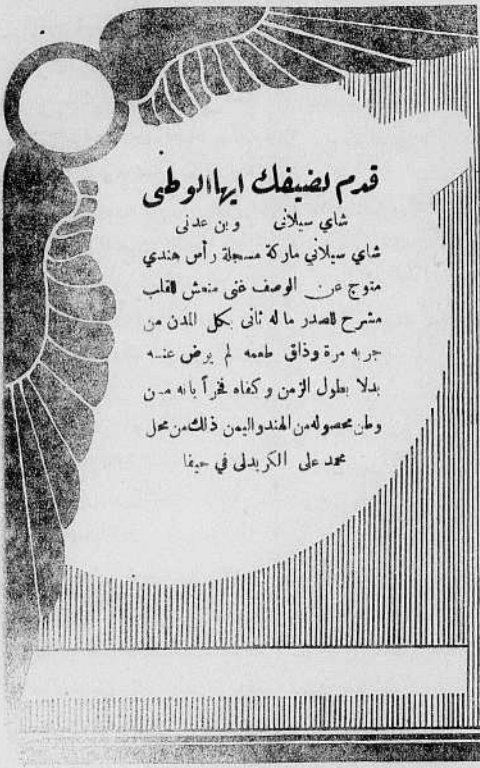 قدم لضيفك ايها الوطني
شاي سيلاني وبن عدني
شاي سيلاني ماركة مسجلة رأس هندي
متوج عن الوصف غني منعش للقلب
مشرح للصدر ما له ثاني بكل المدن من
جربه مرة وذاق طعمه لم يرض عنه
بدلا بطول الزمن وكفاه فخراً بانه من
وطن محصوله من الهند واليمن ذلك من محل
محمد علي الكربدلي في حيفا